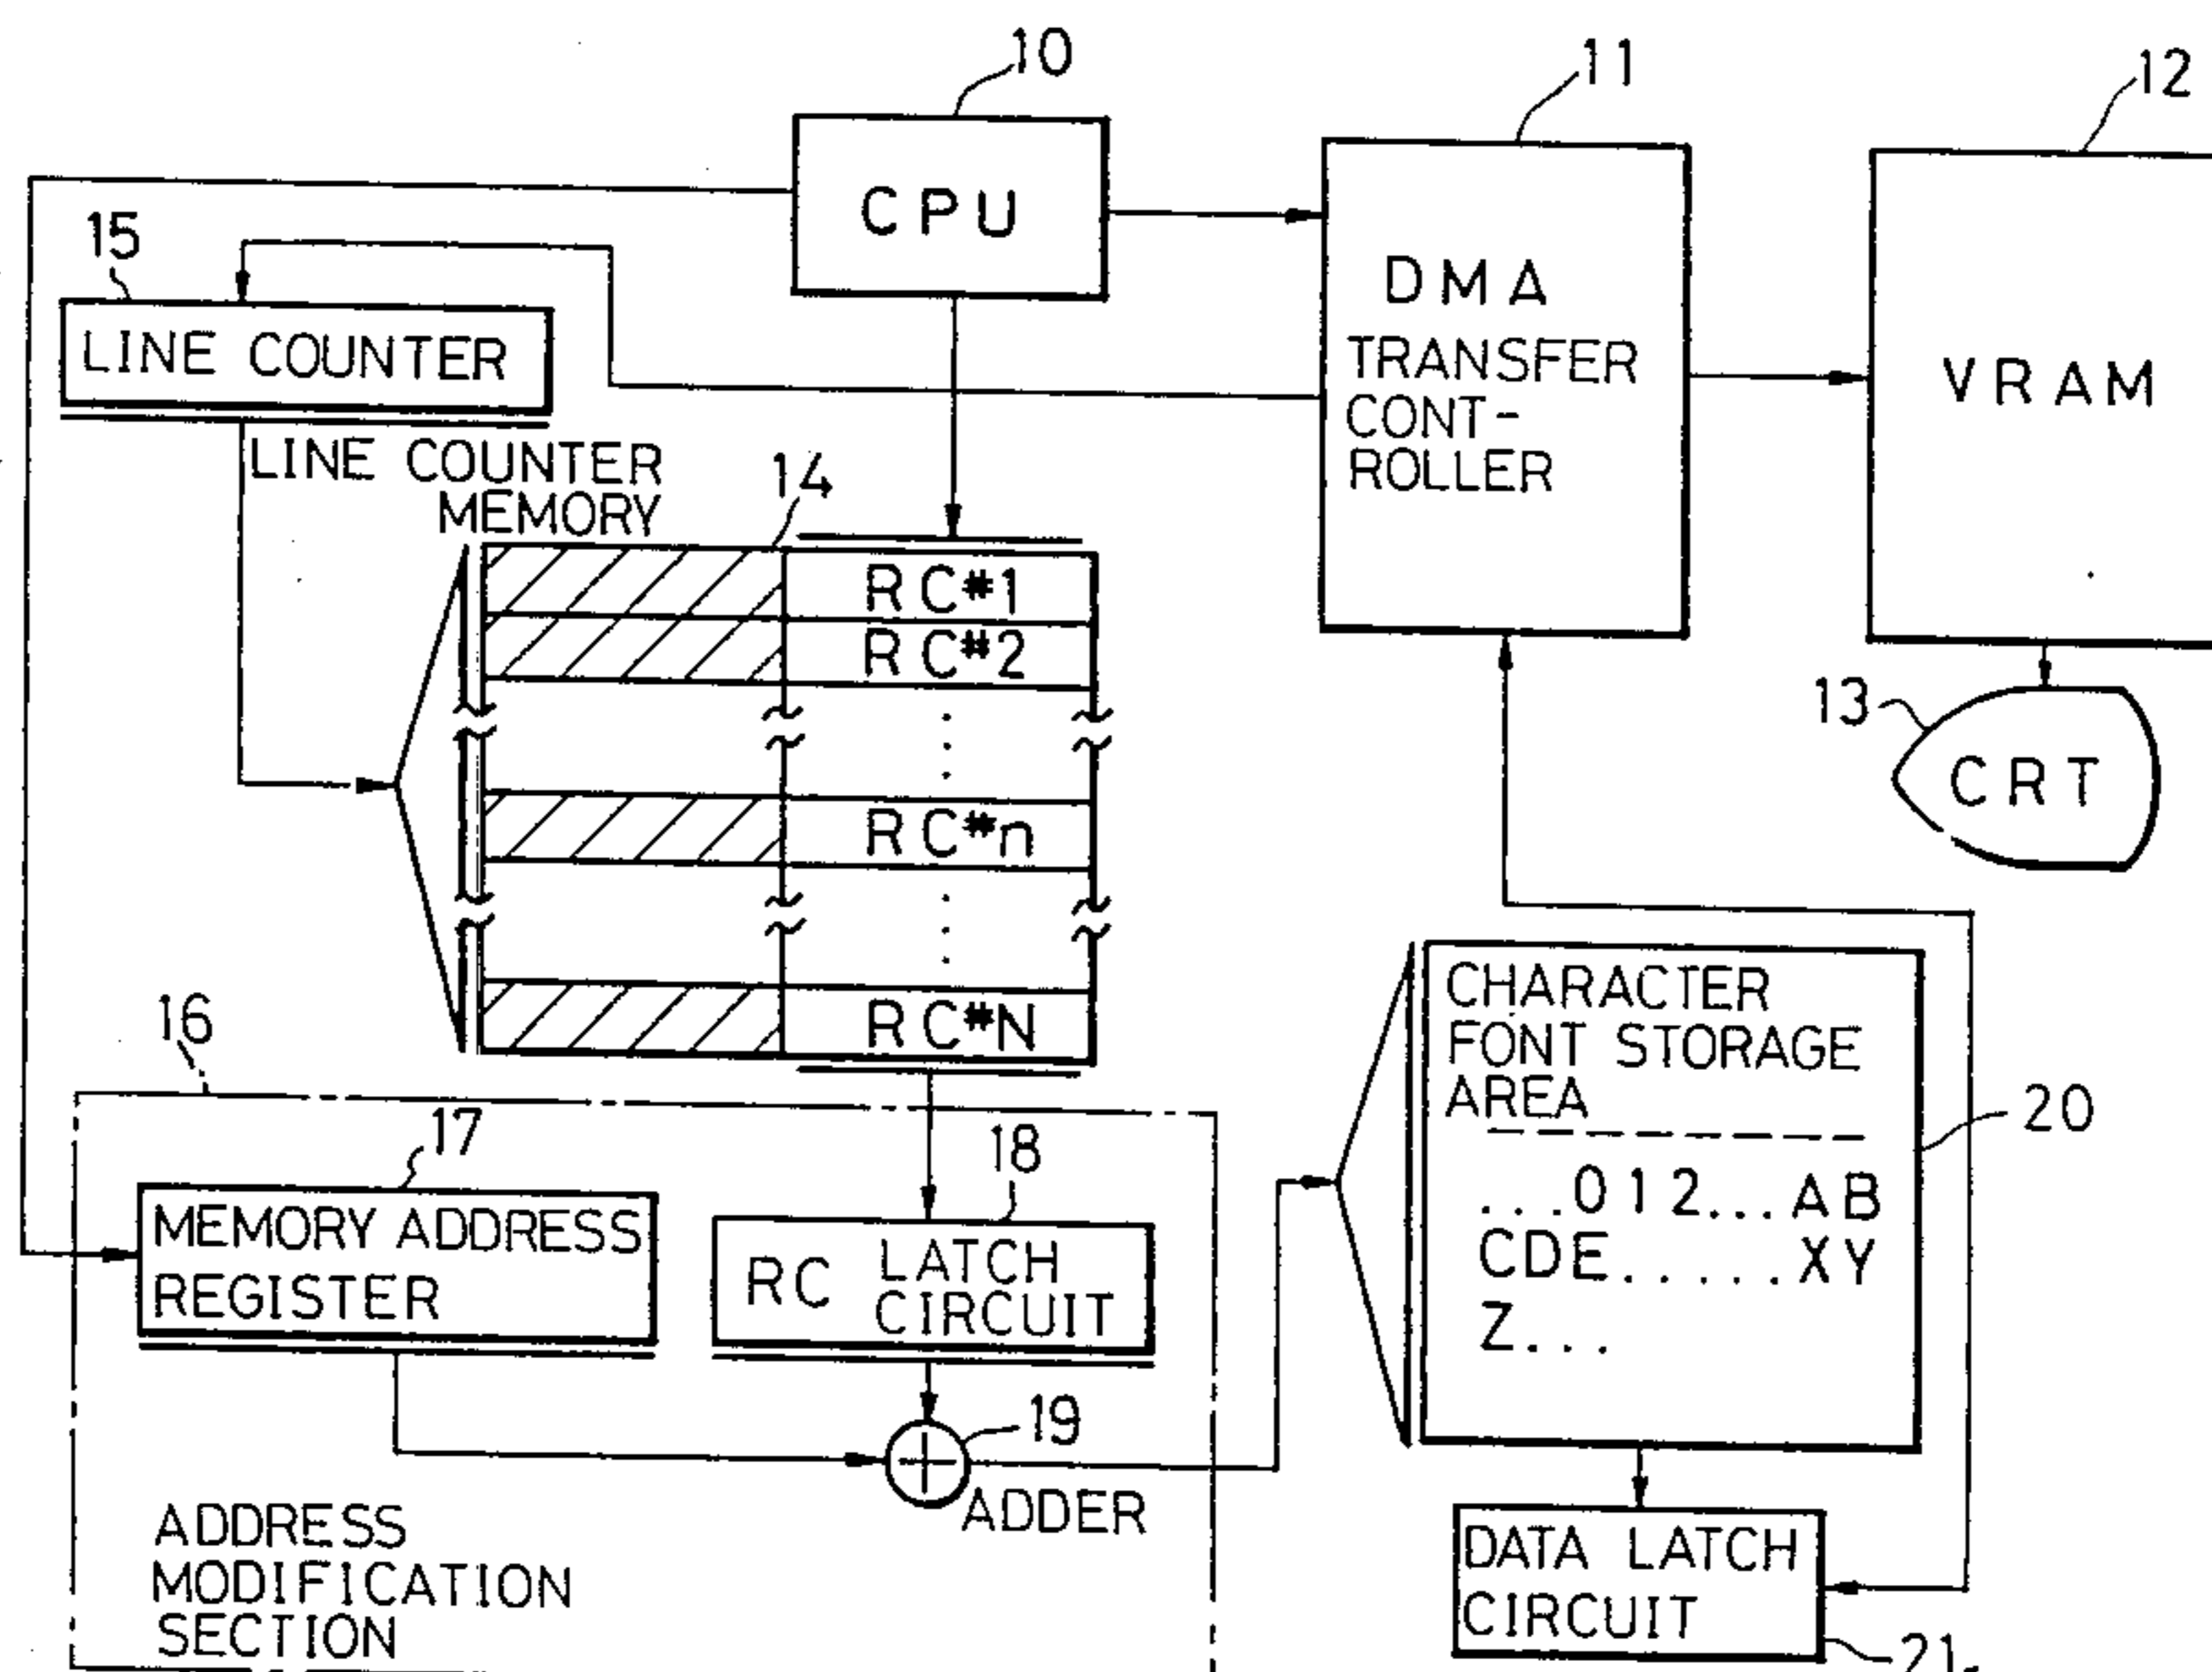 10
11
12
CPU
15
DMA
TRANSFER
CONT-
ROLLER
VRAM
LINE COUNTER
LINE COUNTER
MEMORY
14
RC#1
RC#2
.
.
.
RC#n
.
.
.
RC#N
13
CRT
16
CHARACTER
FONT STORAGE
AREA
20
...012...AB
CDE......XY
Z...
17
18
MEMORY ADDRESS
REGISTER
RC LATCH
CIRCUIT
19
ADDER
ADDRESS
MODIFICATION
SECTION
DATA LATCH
CIRCUIT
21